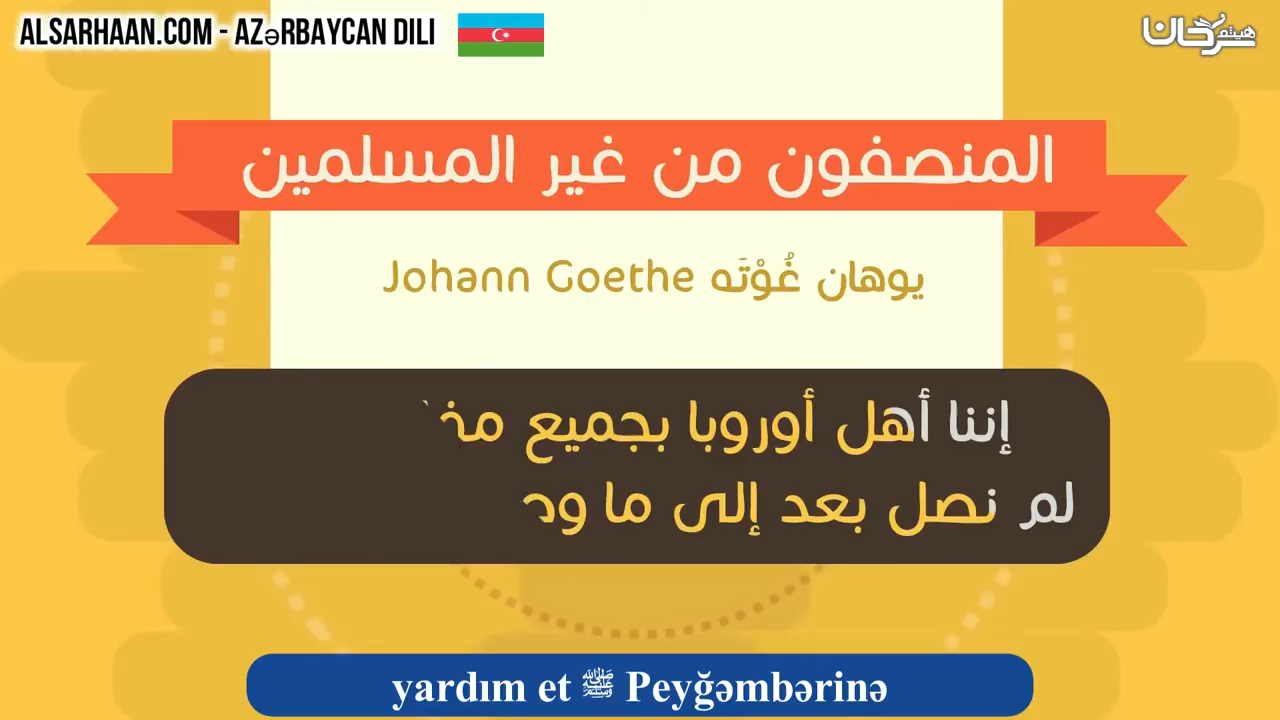 ALSARHAAN.COM - AZəRBAYCAN DILI
هيثم سرحان
المنصفون من غير المسلمين
يوهان غُوْتَه Johann Goethe
إننا أهل أوروبا بجميع
لم نصل بعد إلى ما
yardım et ﷺ Peyğəmbərinə